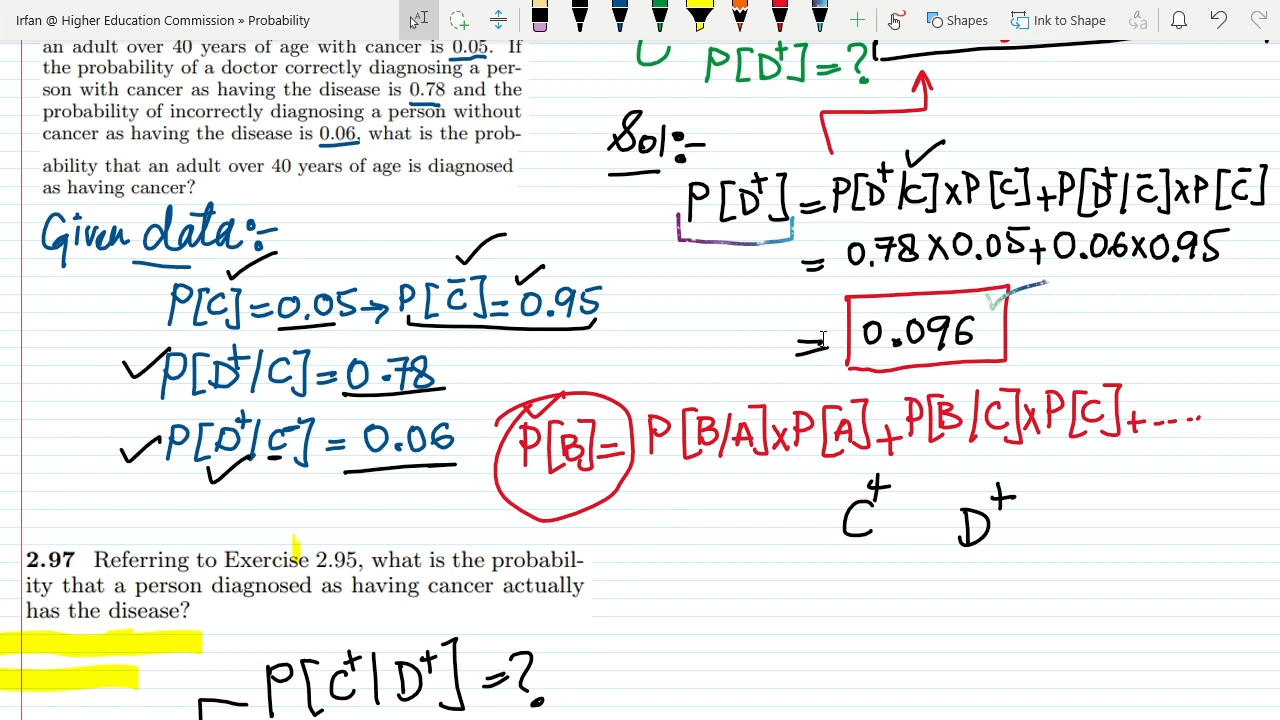 Irfan @ Higher Education Commission » Probability
Shapes
Ink to Shape
an adult over 40 years of age with cancer is 0.05. If
the probability of a doctor correctly diagnosing a per-
son with cancer as having the disease is 0.78 and the
probability of incorrectly diagnosing a person without
cancer as having the disease is 0.06, what is the prob-
ability that an adult over 40 years of age is diagnosed
as having cancer?
Given data:-
P[C]=0.05→P[C̄]=0.95
P[D⁺/C]=0.78
P[D⁺/C̄]=0.06
P[D⁺]=?
Sol:-
P[D⁺]=P[D⁺/C]×P[C]+P[D⁺/C̄]×P[C̄]
=0.78×0.05+0.06×0.95
=0.096
P[B]=P[B/A]×P[A]+P[B/C]×P[C]+....
C⁺ D⁺
2.97 Referring to Exercise 2.95, what is the probabil-
ity that a person diagnosed as having cancer actually
has the disease?
P[C⁺|D⁺]=?